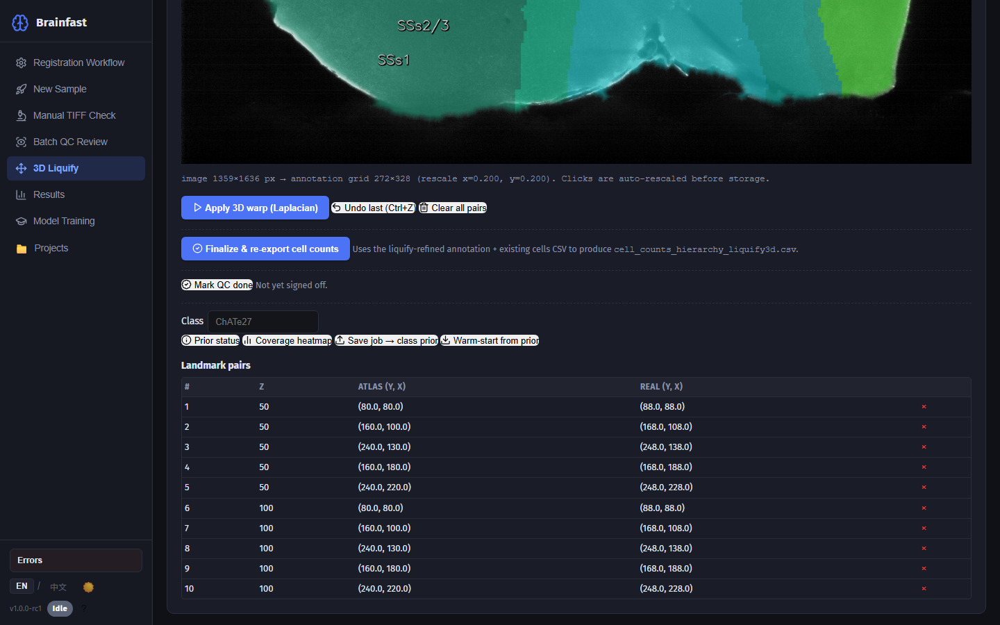 Brainfast
Registration Workflow
New Sample
Manual TIFF Check
Batch QC Review
3D Liquify
Results
Model Training
Projects
Errors
EN / 中文
v1.0.0-rc1 Idle ?
SSs2/3
SSs1
image 1359×1636 px → annotation grid 272×328 (rescale x=0.200, y=0.200). Clicks are auto-rescaled before storage.
Apply 3D warp (Laplacian) Undo last (Ctrl+Z) Clear all pairs
Finalize & re-export cell counts Uses the liquify-refined annotation + existing cells CSV to produce cell_counts_hierarchy_liquify3d.csv.
Mark QC done Not yet signed off.
Class ChATe27
Prior status Coverage heatmap Save job → class prior Warm-start from prior
Landmark pairs
# Z ATLAS (Y, X) REAL (Y, X)
1 50 (80.0, 80.0) (88.0, 88.0) ×
2 50 (160.0, 100.0) (168.0, 108.0) ×
3 50 (240.0, 130.0) (248.0, 138.0) ×
4 50 (160.0, 180.0) (168.0, 188.0) ×
5 50 (240.0, 220.0) (248.0, 228.0) ×
6 100 (80.0, 80.0) (88.0, 88.0) ×
7 100 (160.0, 100.0) (168.0, 108.0) ×
8 100 (240.0, 130.0) (248.0, 138.0) ×
9 100 (160.0, 180.0) (168.0, 188.0) ×
10 100 (240.0, 220.0) (248.0, 228.0) ×